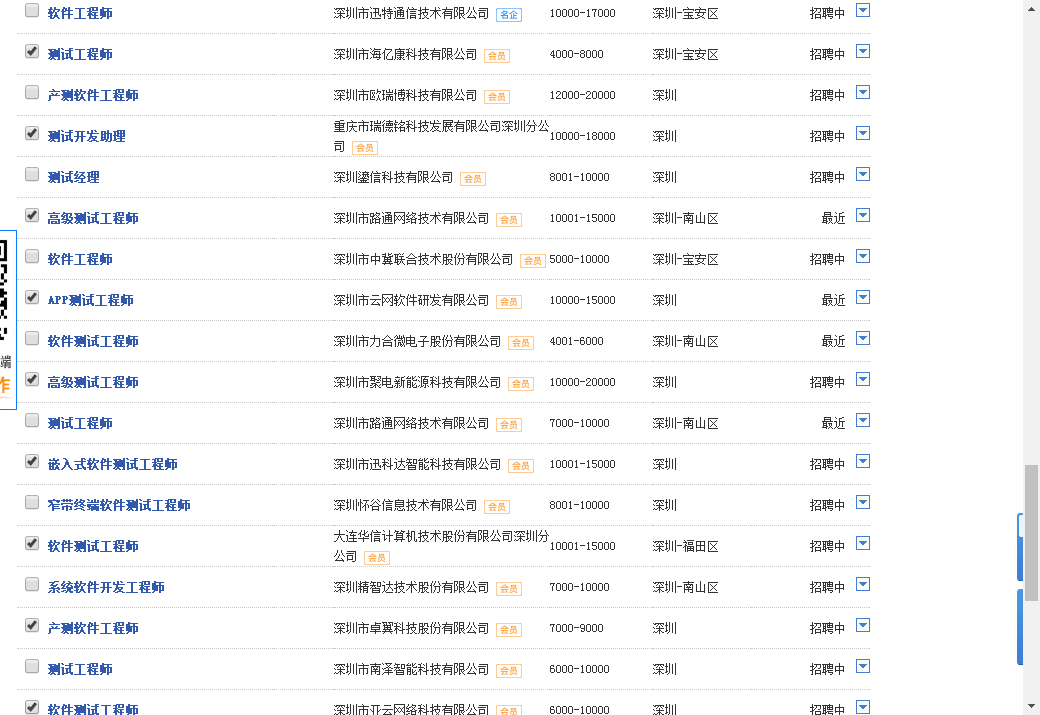 软件工程师 深圳市迅特通信技术有限公司 名企 10000-17000 深圳-宝安区 招聘中
测试工程师 深圳市海亿康科技有限公司 会员 4000-8000 深圳-宝安区 招聘中
产测软件工程师 深圳市欧瑞博科技有限公司 会员 12000-20000 深圳 招聘中
测试开发助理 重庆市瑞德铭科技发展有限公司深圳分公
司 会员 10000-18000 深圳 招聘中
测试经理 深圳鎏信科技有限公司 会员 8001-10000 深圳 招聘中
高级测试工程师 深圳市路通网络技术有限公司 会员 10001-15000 深圳-南山区 最近
软件工程师 深圳市中冀联合技术股份有限公司 会员 5000-10000 深圳-宝安区 招聘中
APP测试工程师 深圳市云网软件研发有限公司 会员 10000-15000 深圳 最近
软件测试工程师 深圳市力合微电子股份有限公司 会员 4001-6000 深圳-南山区 最近
端
高级测试工程师 深圳市聚电新能源科技有限公司 会员 10000-20000 深圳 招聘中
作
测试工程师 深圳市路通网络技术有限公司 会员 7000-10000 深圳-南山区 最近
嵌入式软件测试工程师 深圳市迅科达智能科技有限公司 会员 10001-15000 深圳 招聘中
窄带终端软件测试工程师 深圳怀谷信息技术有限公司 会员 8001-10000 深圳 招聘中
软件测试工程师 大连华信计算机技术股份有限公司深圳分
公司 会员 10001-15000 深圳-福田区 招聘中
系统软件开发工程师 深圳精智达技术股份有限公司 会员 7000-10000 深圳-南山区 招聘中
产测软件工程师 深圳市卓翼科技股份有限公司 会员 7000-9000 深圳 招聘中
测试工程师 深圳市南泽智能科技有限公司 会员 6000-10000 深圳 招聘中
软件测试工程师 深圳市亚云网络科技有限公司 会员 6000-10000 深圳 招聘中